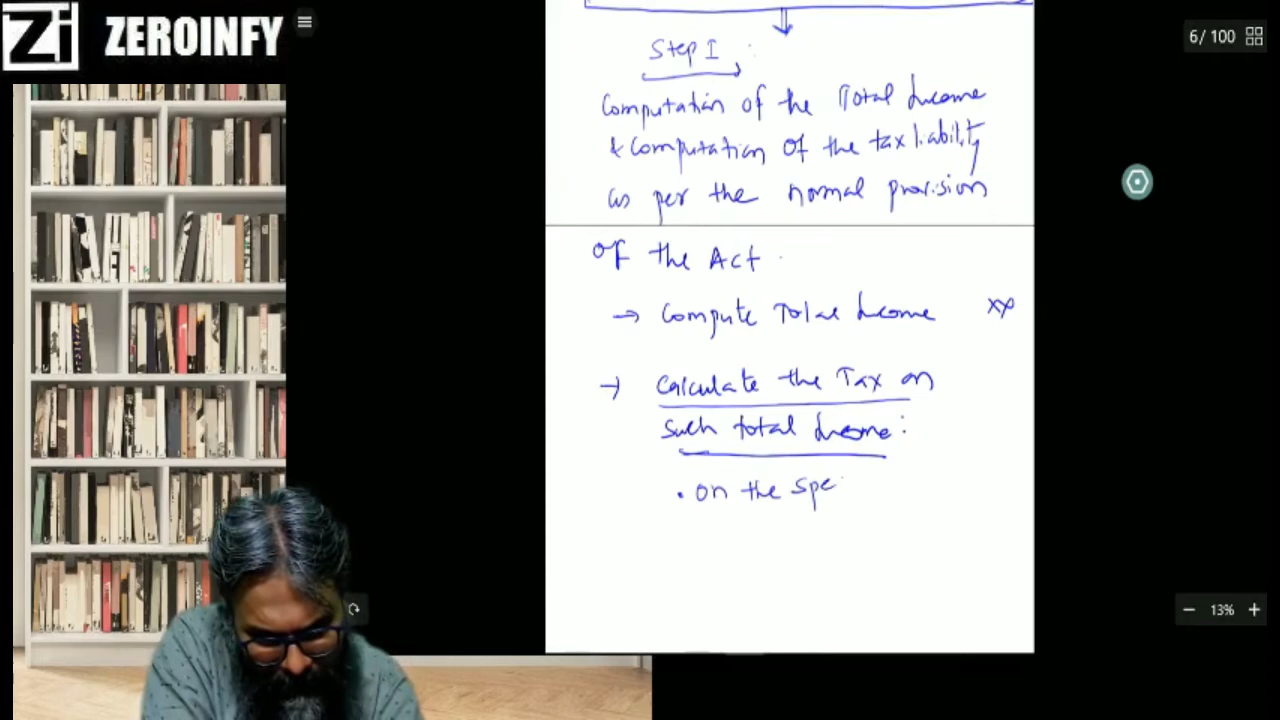 Zi ZEROINFY
6 / 100
Step I :
Computation of the Total Income
& Computation of the tax liability
as per the normal provision
of the Act.
→ Compute Total Income xx
→ Calculate the Tax on
Such total Income:
. on the Spe
13%